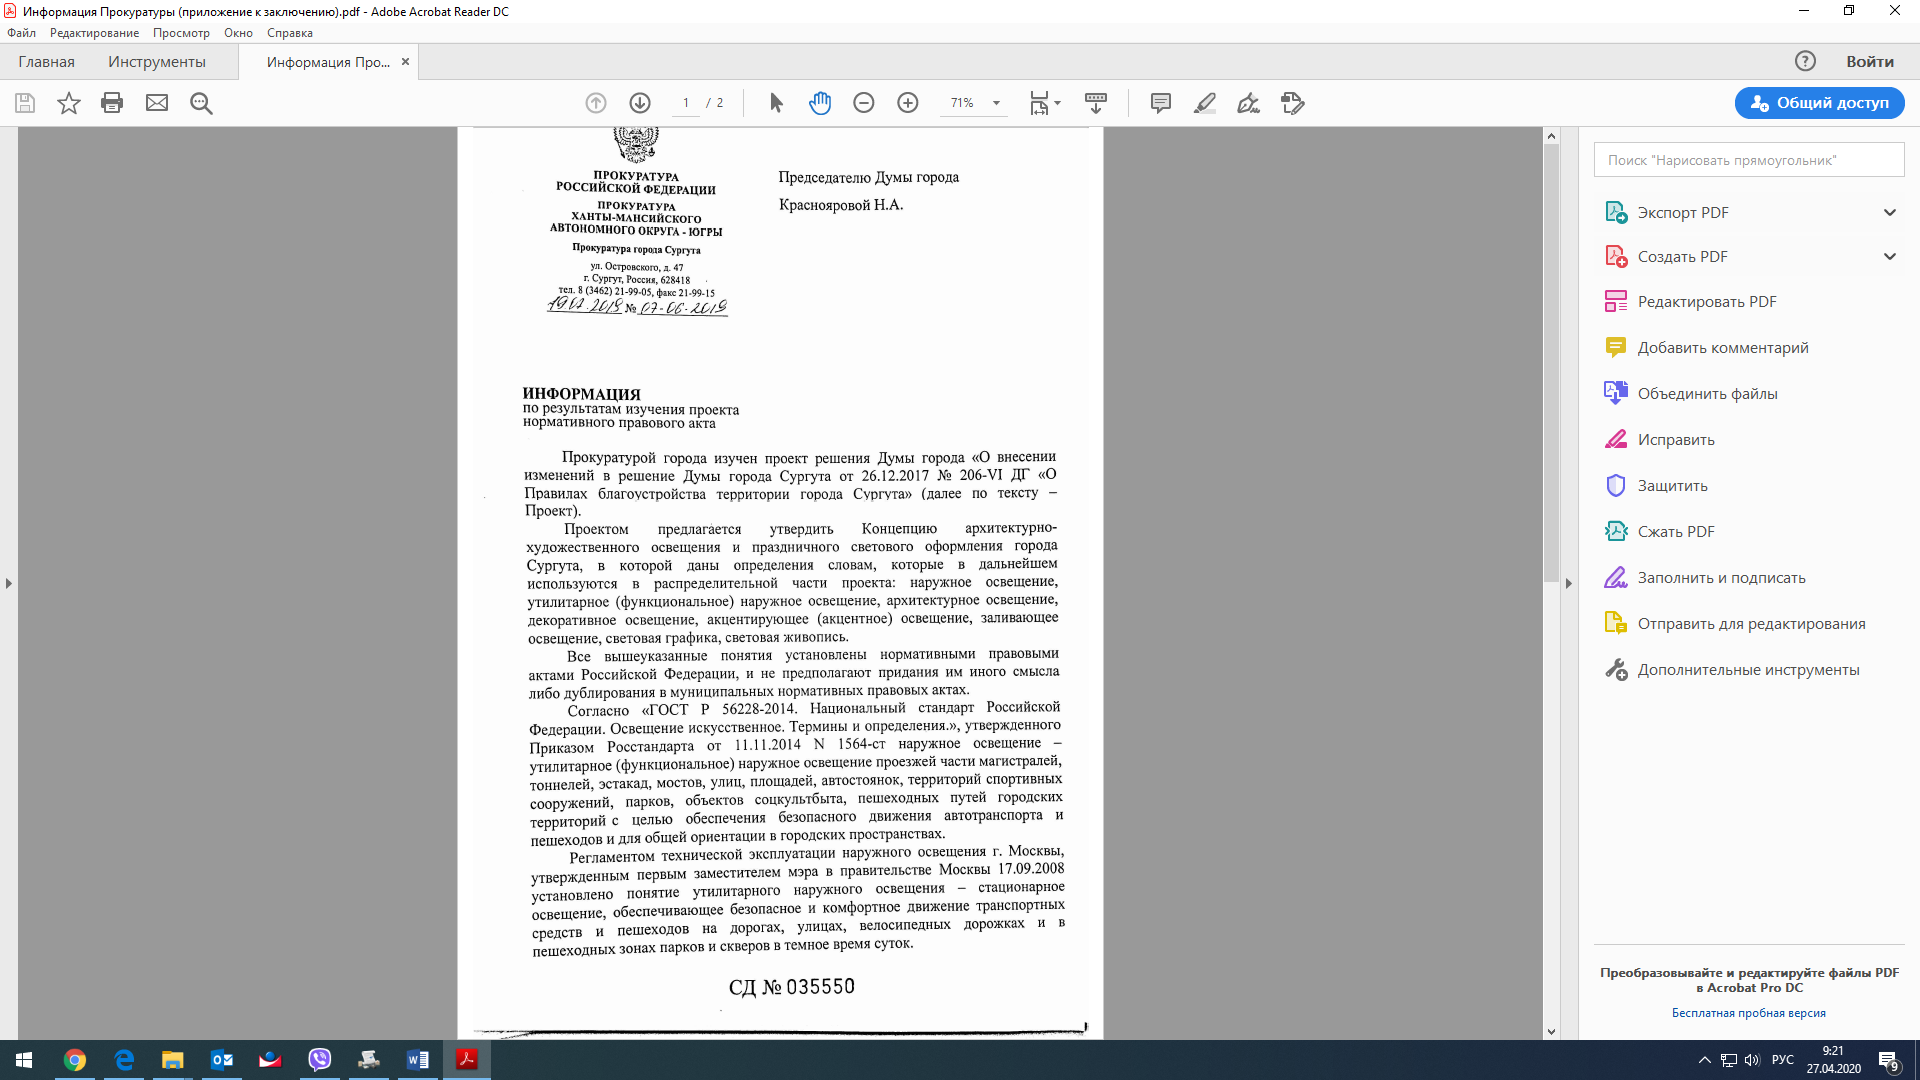 Информация Прокуратуры (приложение к заключению).pdf - Adobe Acrobat Reader DC
Файл Редактирование Просмотр Окно Справка
Главная Инструменты Информация Про... ×
? Войти
1 / 2 71% Общий доступ
ПРОКУРАТУРА
РОССИЙСКОЙ ФЕДЕРАЦИИ
ПРОКУРАТУРА
ХАНТЫ-МАНСИЙСКОГО
АВТОНОМНОГО ОКРУГА - ЮГРЫ
Прокуратура города Сургута
ул. Островского, д. 47
г. Сургут, Россия, 628418
тел. 8 (3462) 21-99-05, факс 21-99-15
19.02.2019 № 07-06-2019
Председателю Думы города
Краснояровой Н.А.
ИНФОРМАЦИЯ
по результатам изучения проекта
нормативного правового акта
Прокуратурой города изучен проект решения Думы города «О внесении
изменений в решение Думы города Сургута от 26.12.2017 № 206-VI ДГ «О
Правилах благоустройства территории города Сургута» (далее по тексту –
Проект).
Проектом предлагается утвердить Концепцию архитектурно-
художественного освещения и праздничного светового оформления города
Сургута, в которой даны определения словам, которые в дальнейшем
используются в распределительной части проекта: наружное освещение,
утилитарное (функциональное) наружное освещение, архитектурное освещение,
декоративное освещение, акцентирующее (акцентное) освещение, заливающее
освещение, световая графика, световая живопись.
Все вышеуказанные понятия установлены нормативными правовыми
актами Российской Федерации, и не предполагают придания им иного смысла
либо дублирования в муниципальных нормативных правовых актах.
Согласно «ГОСТ Р 56228-2014. Национальный стандарт Российской
Федерации. Освещение искусственное. Термины и определения.», утвержденного
Приказом Росстандарта от 11.11.2014 N 1564-ст наружное освещение –
утилитарное (функциональное) наружное освещение проезжей части магистралей,
тоннелей, эстакад, мостов, улиц, площадей, автостоянок, территорий спортивных
сооружений, парков, объектов соцкультбыта, пешеходных путей городских
территорий с целью обеспечения безопасного движения автотранспорта и
пешеходов и для общей ориентации в городских пространствах.
Регламентом технической эксплуатации наружного освещения г. Москвы,
утвержденным первым заместителем мэра в правительстве Москвы 17.09.2008
установлено понятие утилитарного наружного освещения – стационарное
освещение, обеспечивающее безопасное и комфортное движение транспортных
средств и пешеходов на дорогах, улицах, велосипедных дорожках и в
пешеходных зонах парков и скверов в темное время суток.
СД № 035550
Поиск "Нарисовать прямоугольник"
Экспорт PDF
Создать PDF
Редактировать PDF
Добавить комментарий
Объединить файлы
Исправить
Защитить
Сжать PDF
Заполнить и подписать
Отправить для редактирования
Дополнительные инструменты
Преобразовывайте и редактируйте файлы PDF
в Acrobat Pro DC
Бесплатная пробная версия
РУС
9:21
27.04.2020
9